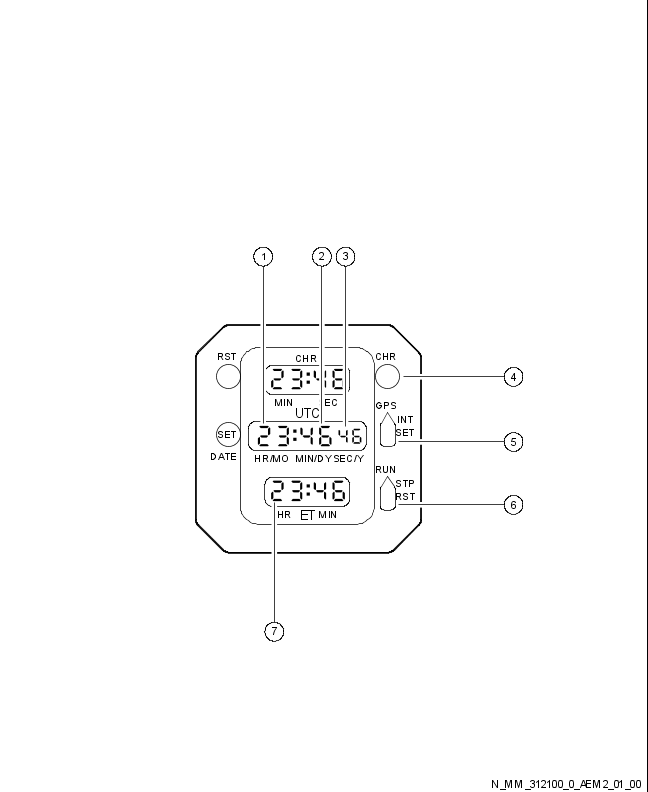 1 2 3
RST CHR CHR
23:46
MIN EC
4
UTC GPS
INT
SET 23:46 46 SET
5
DATE HR/MO MIN/DY SEC/Y
RUN
STP
23:46 RST
6
HR ET MIN
7
N_MM_312100_0_AEM2_01_00